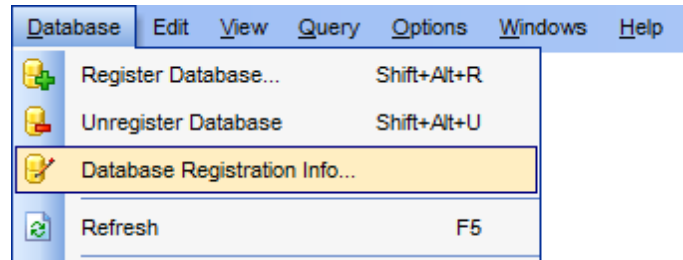 Database Edit View Query Options Windows Help
Register Database... Shift+Alt+R
Unregister Database Shift+Alt+U
Database Registration Info...
Refresh F5